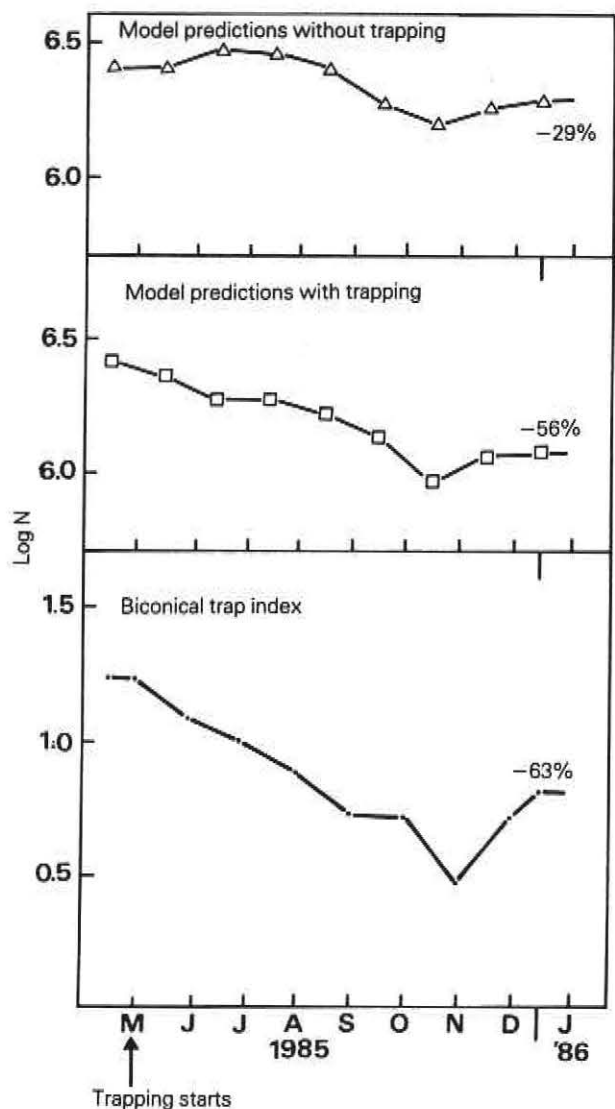 Model predictions without trapping
6.5
-29%
6.0
Model predictions with trapping
6.5
-56%
6.0
Log N
Biconical trap index
1.5
1.0
-63%
0.5
M J J A S O N D J
1985 '86
Trapping starts